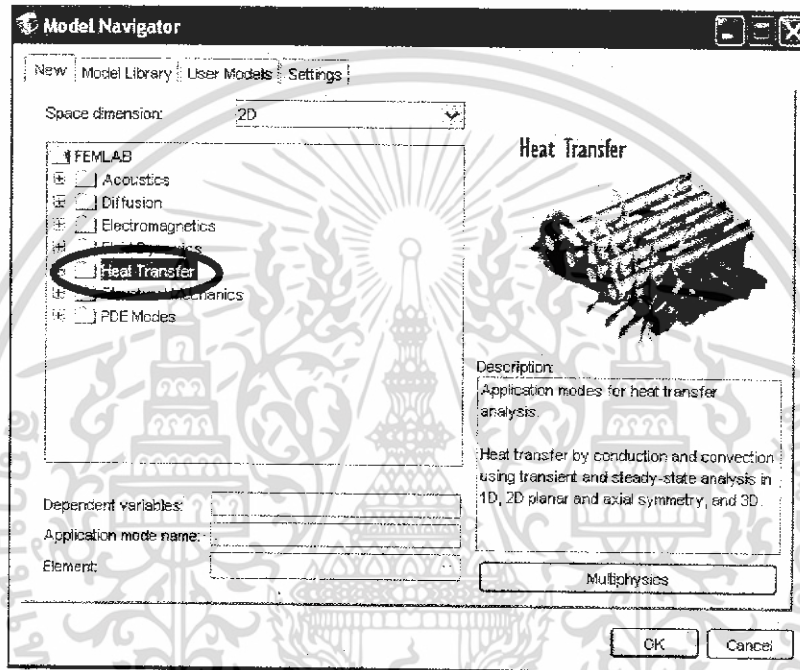 Model Navigator
New Model Library User Models Settings
Space dimension: 2D
FEMLAB
Acoustics
Diffusion
Electromagnetics
Heat Transfer
PDE Modes
Dependent variables:
Application mode name:
Element:
Heat Transfer
Description:
Application modes for heat transfer
analysis.
Heat transfer by conduction and convection
using transient and steady-state analysis in
1D, 2D planar and axial symmetry, and 3D.
Multiphysics
OK Cancel